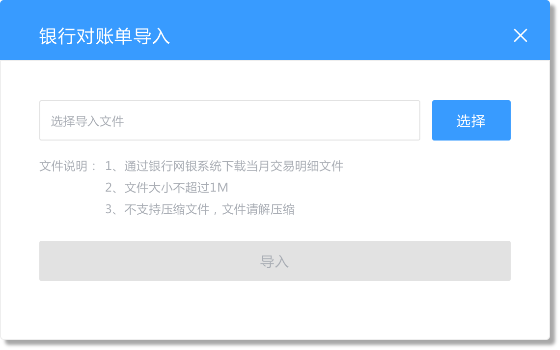 银行对账单导入
选择导入文件
选择
文件说明： 1、通过银行网银系统下载当月交易明细文件
2、文件大小不超过1M
3、不支持压缩文件，文件请解压缩
导入